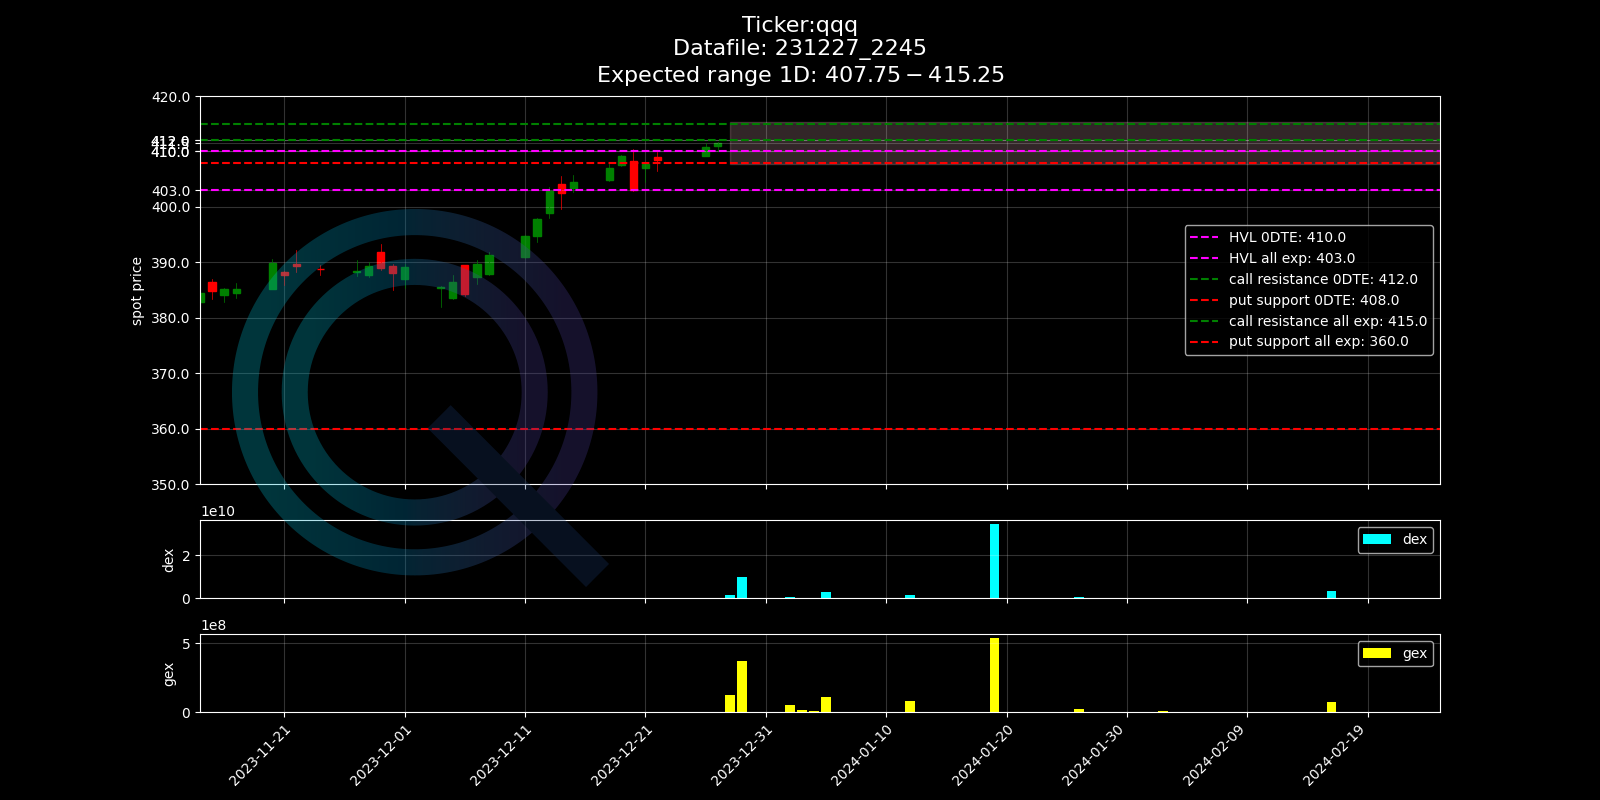 Ticker:qqq
Datafile: 231227_2245
Expected range 1D: 407.75 − 415.25
420.0
412.0
410.0
403.0
400.0
390.0
380.0
370.0
360.0
350.0
spot price
HVL 0DTE: 410.0
HVL all exp: 403.0
call resistance 0DTE: 412.0
put support 0DTE: 408.0
call resistance all exp: 415.0
put support all exp: 360.0
1e10
2
0
dex
dex
1e8
5
0
gex
gex
2023-11-21
2023-12-01
2023-12-11
2023-12-21
2023-12-31
2024-01-10
2024-01-20
2024-01-30
2024-02-09
2024-02-19